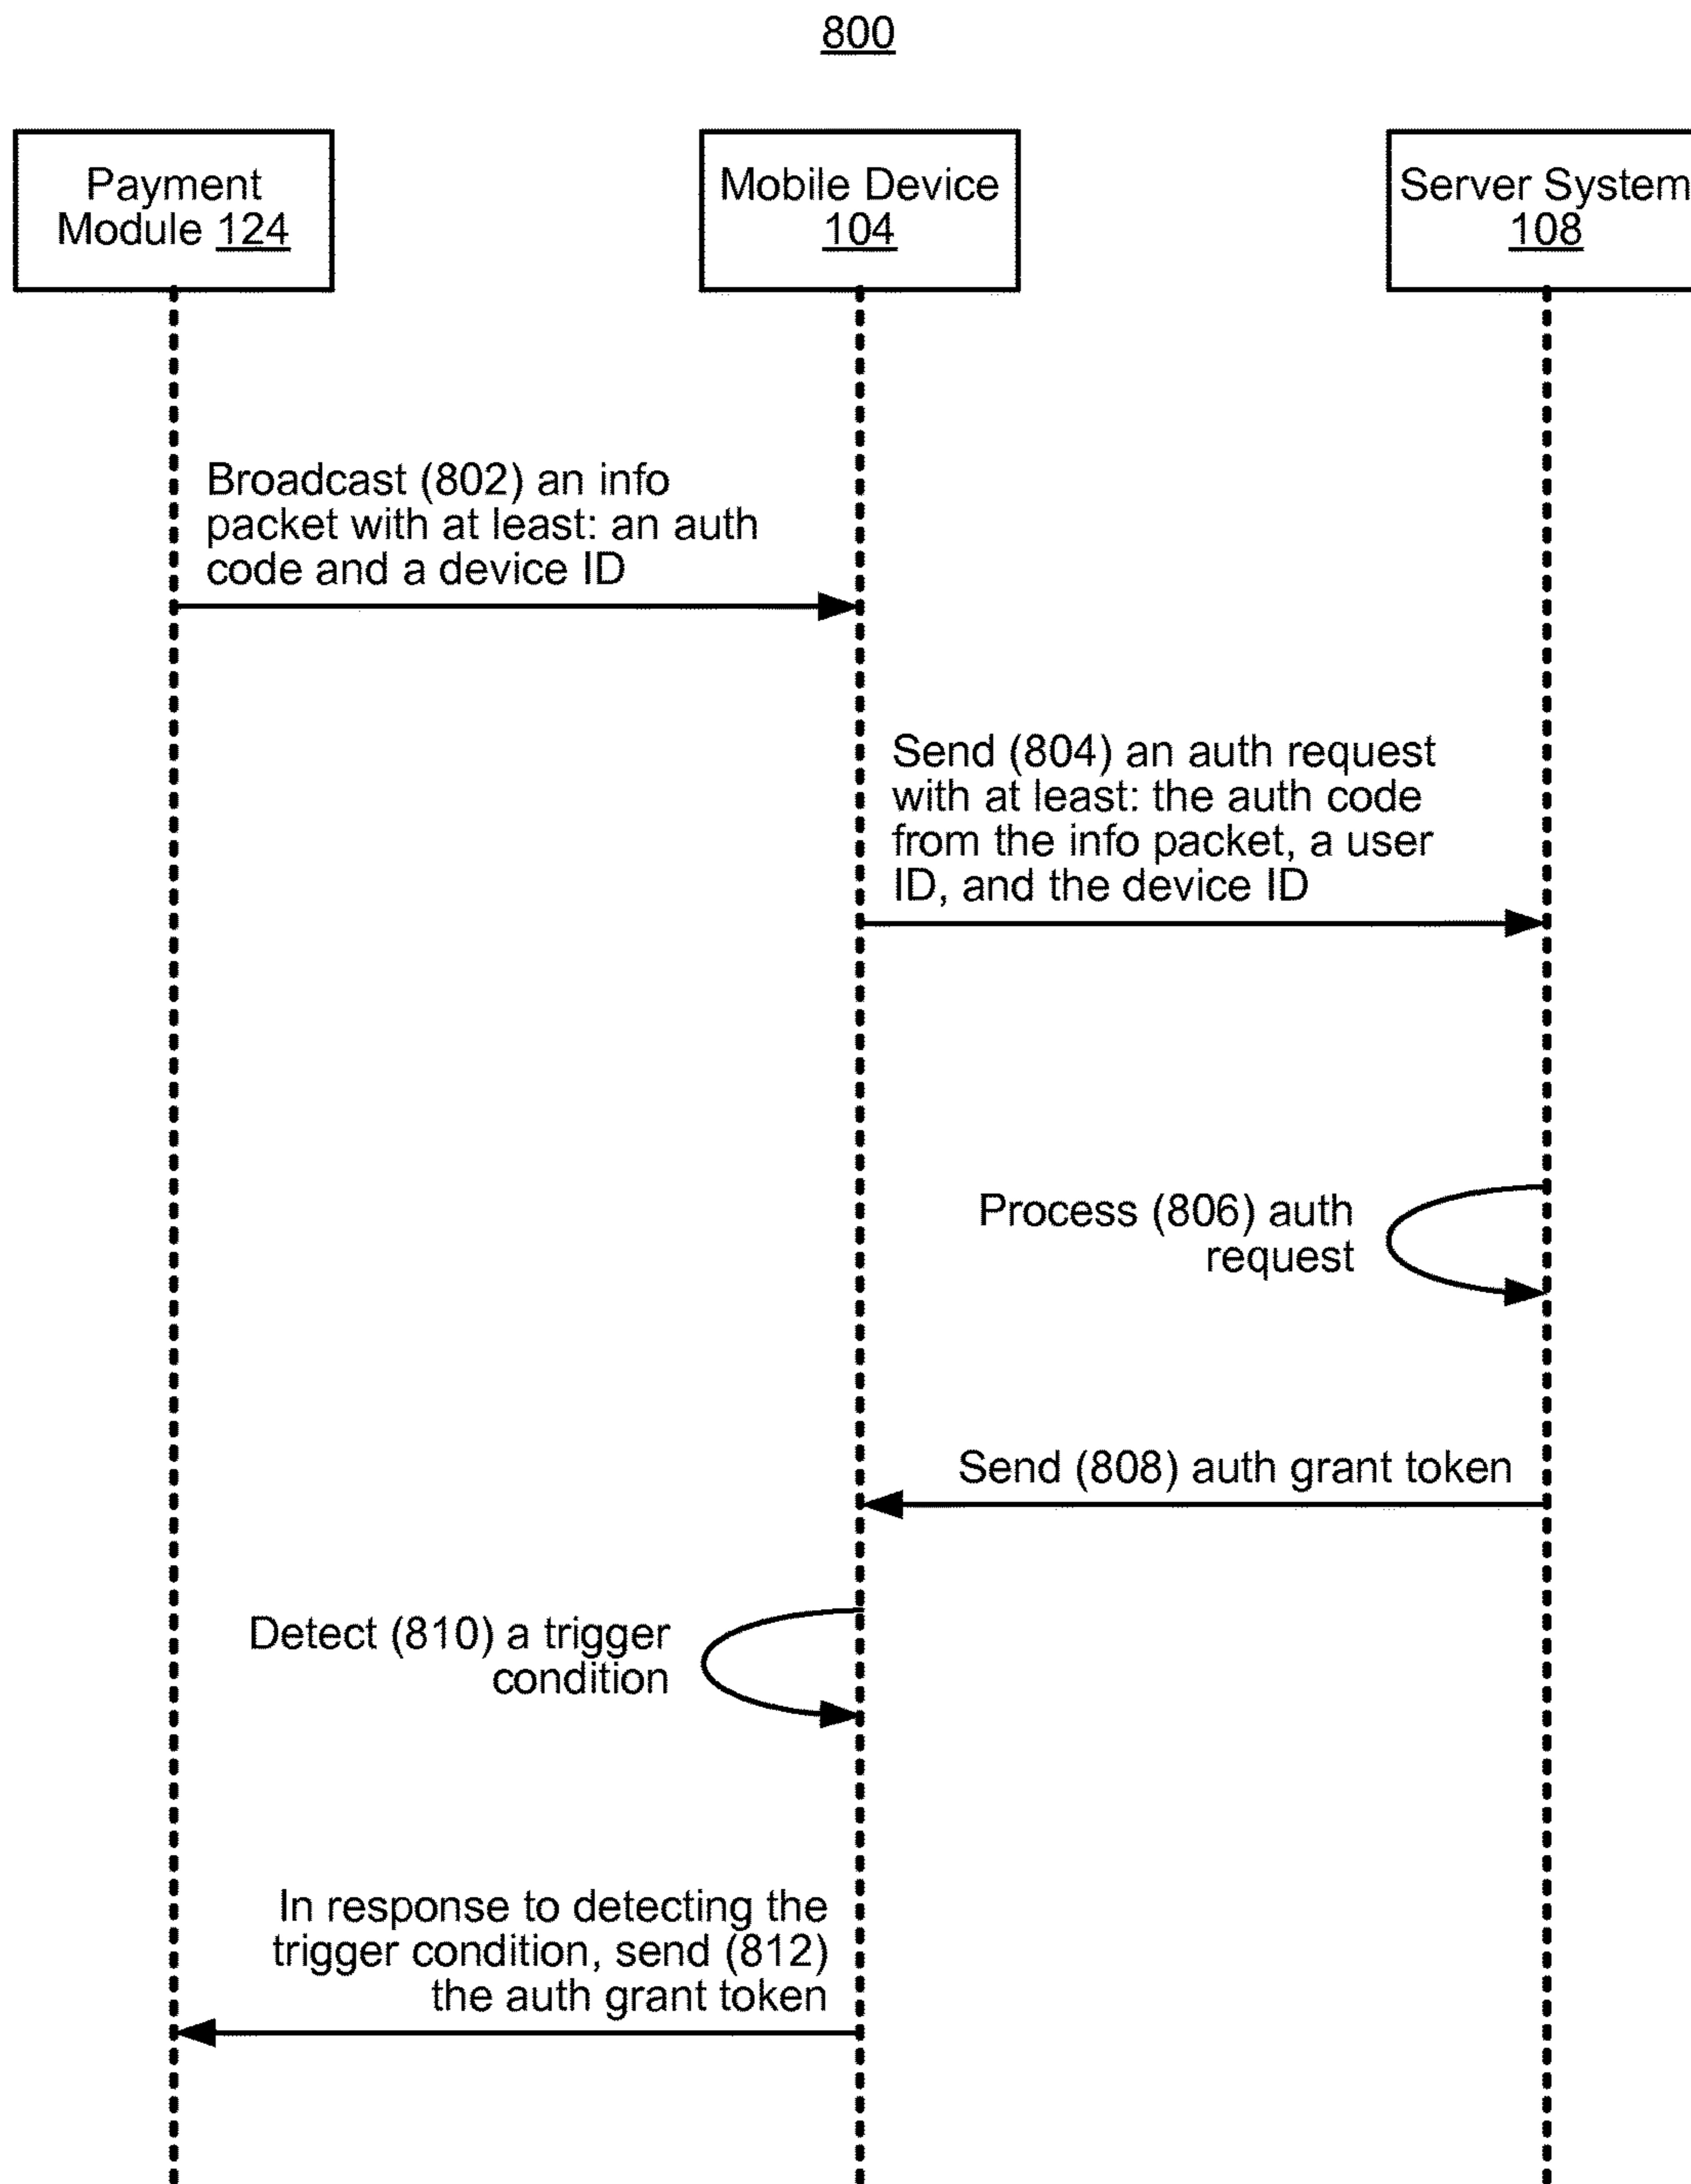 800
Payment
Module 124
Mobile Device
104
Server System
108
Broadcast (802) an info
packet with at least: an auth
code and a device ID
Send (804) an auth request
with at least: the auth code
from the info packet, a user
ID, and the device ID
Process (806) auth
request
Send (808) auth grant token
Detect (810) a trigger
condition
In response to detecting the
trigger condition, send (812)
the auth grant token